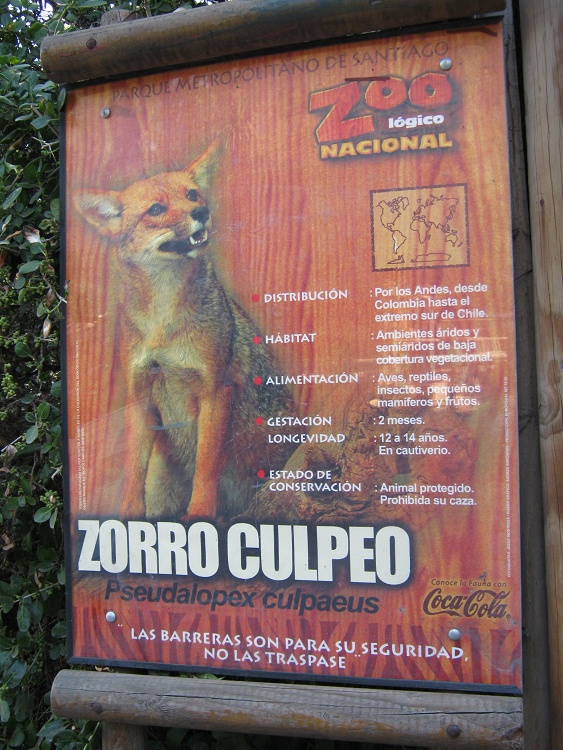 PARQUE METROPOLITANO DE SANTIAGO
ZOO
lógico
NACIONAL
DISTRIBUCIÓN : Por los Andes, desde
Colombia hasta el
extremo sur de Chile.
HÁBITAT : Ambientes áridos y
semiáridos de baja
cobertura vegetacional.
ALIMENTACIÓN : Aves, reptiles,
insectos, pequeños
mamíferos y frutos.
GESTACIÓN : 2 meses.
LONGEVIDAD : 12 a 14 años.
En cautiverio.
ESTADO DE
CONSERVACIÓN : Animal protegido.
Prohibida su caza.
ZORRO CULPEO
Pseudalopex culpaeus
Conoce la Fauna con
Coca-Cola
¨ LAS BARRERAS SON PARA SU SEGURIDAD,
NO LAS TRASPASE ¨